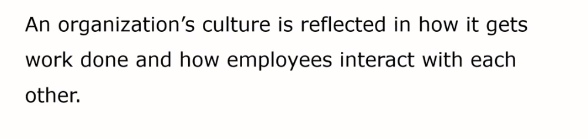 An organization’s culture is reflected in how it gets
work done and how employees interact with each
other.